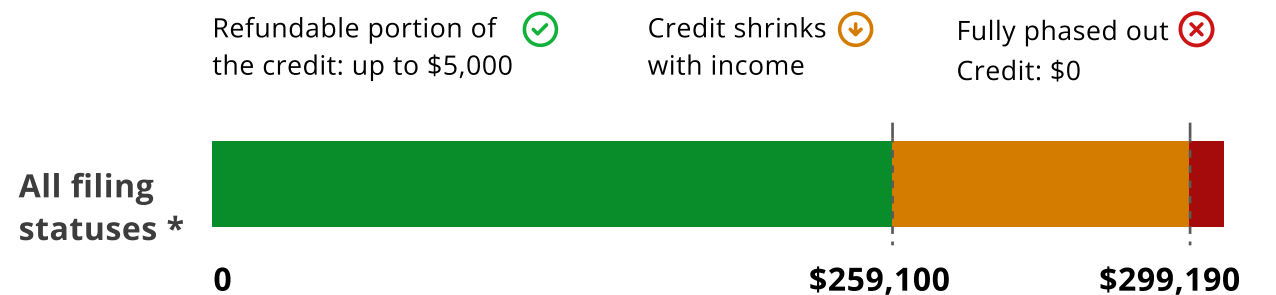 Refundable portion of
the credit: up to $5,000
Credit shrinks
with income
Fully phased out
Credit: $0
All filing
statuses *
0
$259,100
$299,190